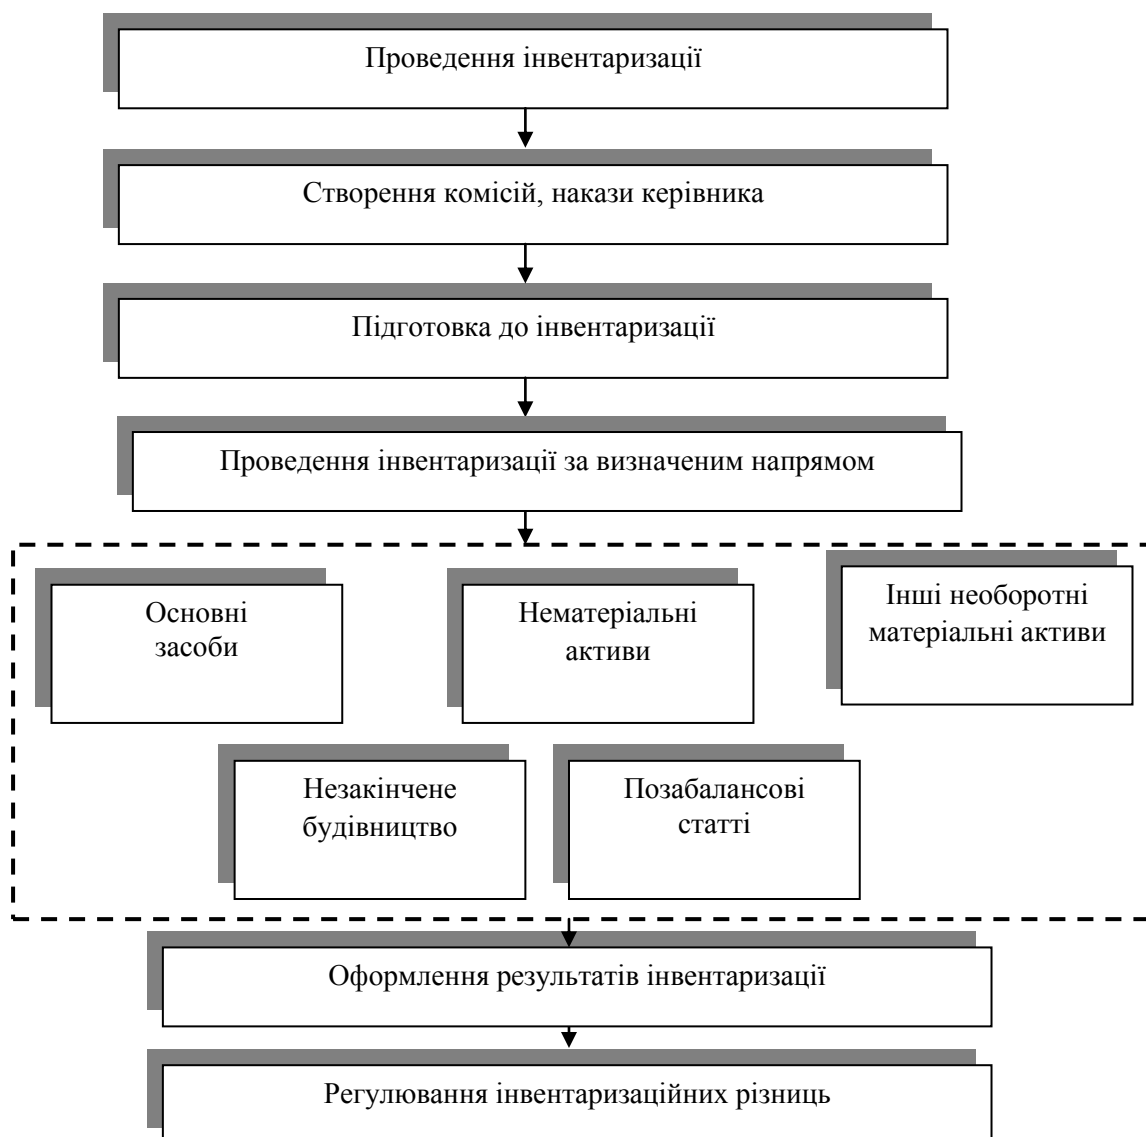 Проведення інвентаризації
Створення комісій, накази керівника
Підготовка до інвентаризації
Проведення інвентаризації за визначеним напрямом
Основні
засоби
Нематеріальні
активи
Інші необоротні
матеріальні активи
Незакінчене
будівництво
Позабалансові
статті
Оформлення результатів інвентаризації
Регулювання інвентаризаційних різниць